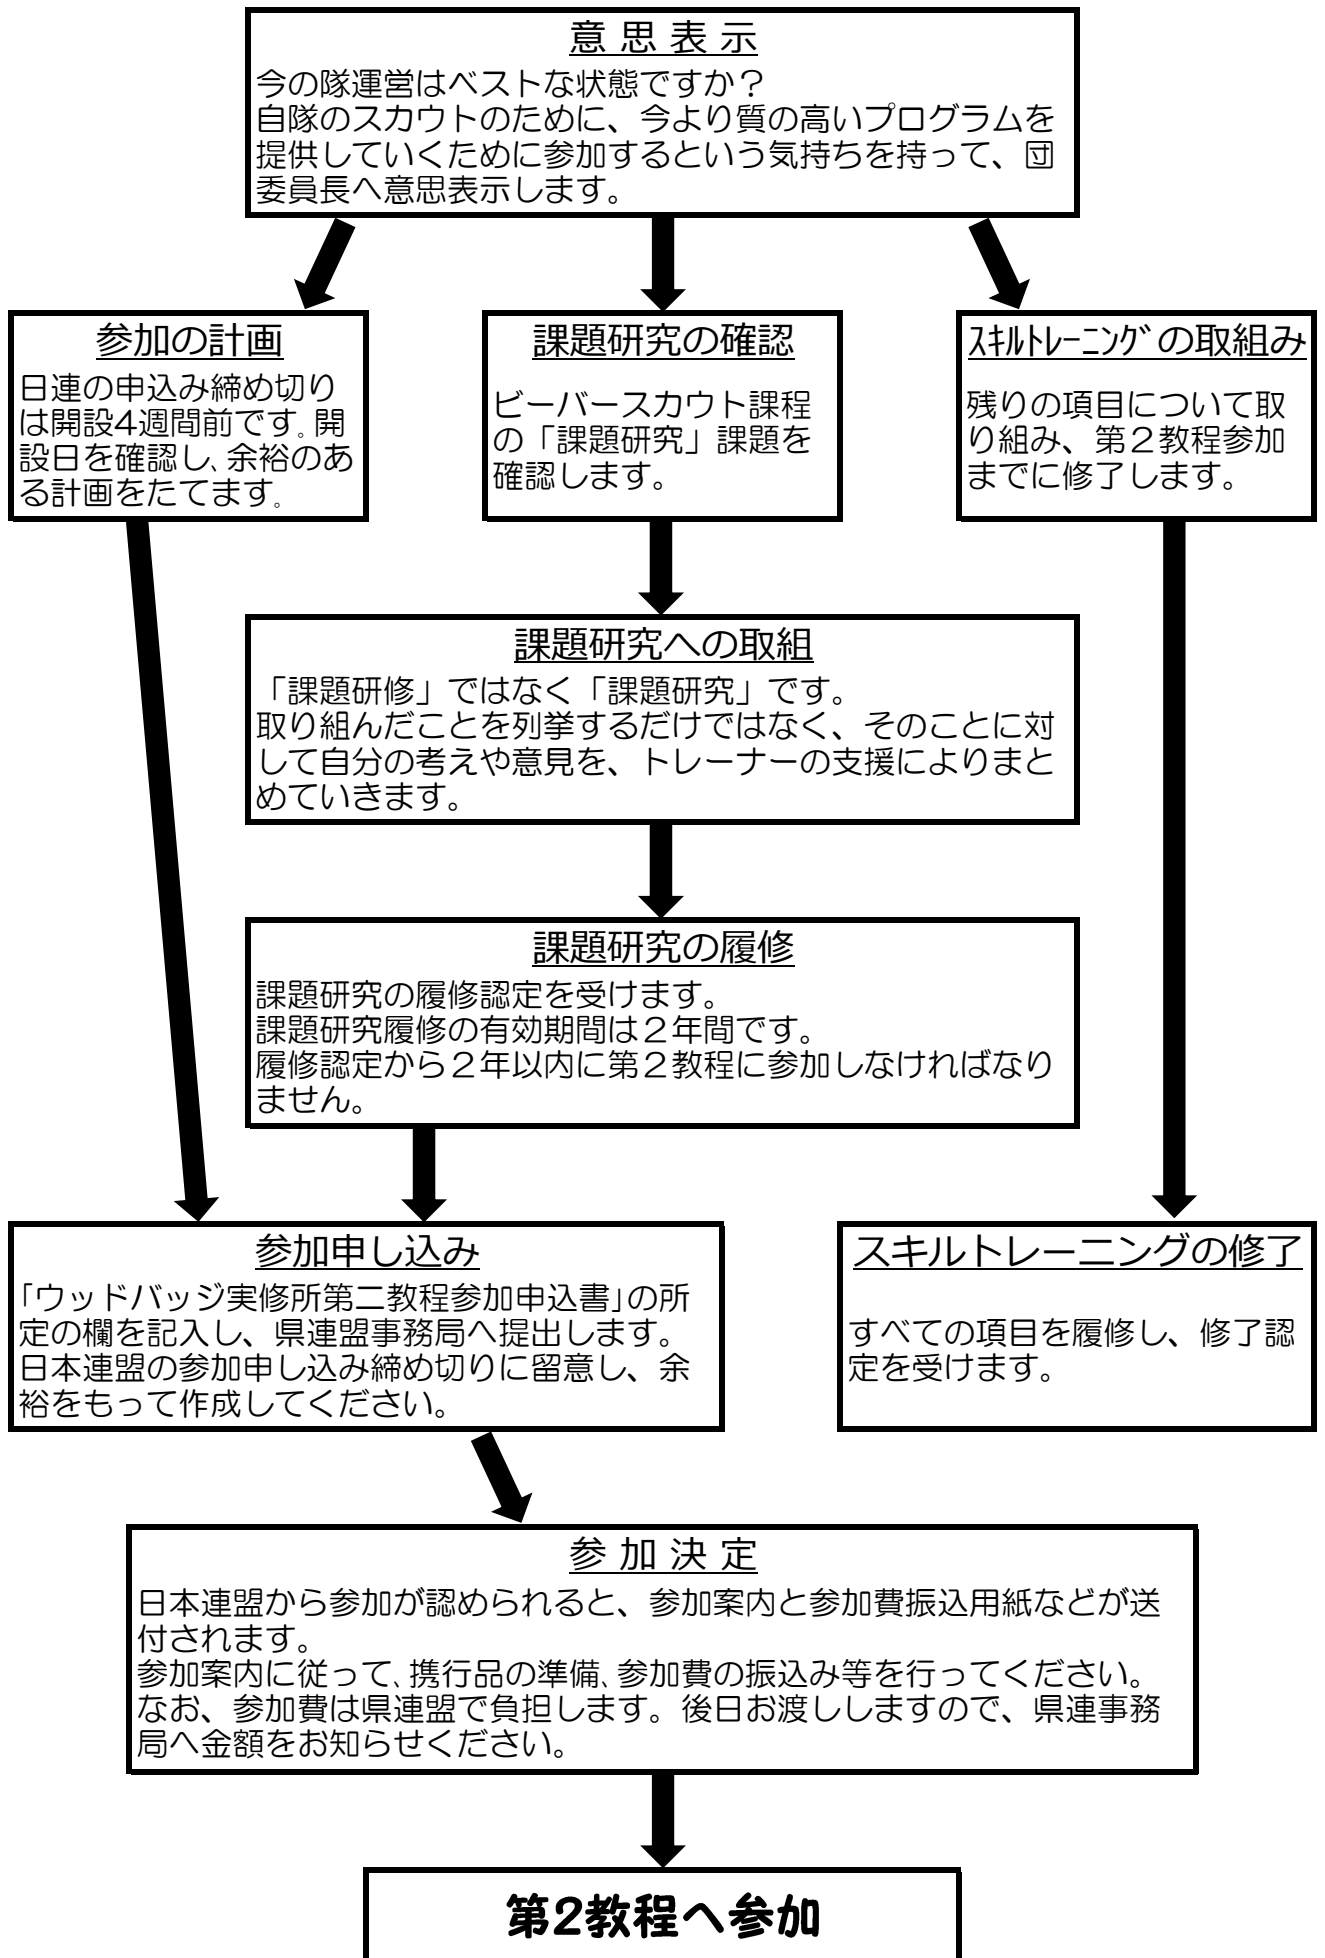 意 思 表 示
今の隊運営はベストな状態ですか？
自隊のスカウトのために、今より質の高いプログラムを
提供していくために参加するという気持ちを持って、団
委員長へ意思表示します。
参加の計画
日連の申込み締め切り
は開設4週間前です。開
設日を確認し、余裕のあ
る計画をたてます。
課題研究の確認
ビーバースカウト課程
の「課題研究」課題を
確認します。
ｽｷﾙﾄﾚｰﾆﾝｸﾞの取組み
残りの項目について取
り組み、第２教程参加
までに修了します。
課題研究への取組
「課題研修」ではなく「課題研究」です。
取り組んだことを列挙するだけではなく、そのことに対
して自分の考えや意見を、トレーナーの支援によりまと
めていきます。
課題研究の履修
課題研究の履修認定を受けます。
課題研究履修の有効期間は２年間です。
履修認定から２年以内に第２教程に参加しなければなり
ません。
参加申し込み
「ウッドバッジ実修所第二教程参加申込書」の所
定の欄を記入し、県連盟事務局へ提出します。
日本連盟の参加申し込み締め切りに留意し、余
裕をもって作成してください。
スキルトレーニングの修了
すべての項目を履修し、修了認
定を受けます。
参 加 決 定
日本連盟から参加が認められると、参加案内と参加費振込用紙などが送
付されます。
参加案内に従って、携行品の準備、参加費の振込み等を行ってください。
なお、参加費は県連盟で負担します。後日お渡ししますので、県連事務
局へ金額をお知らせください。
第2教程へ参加